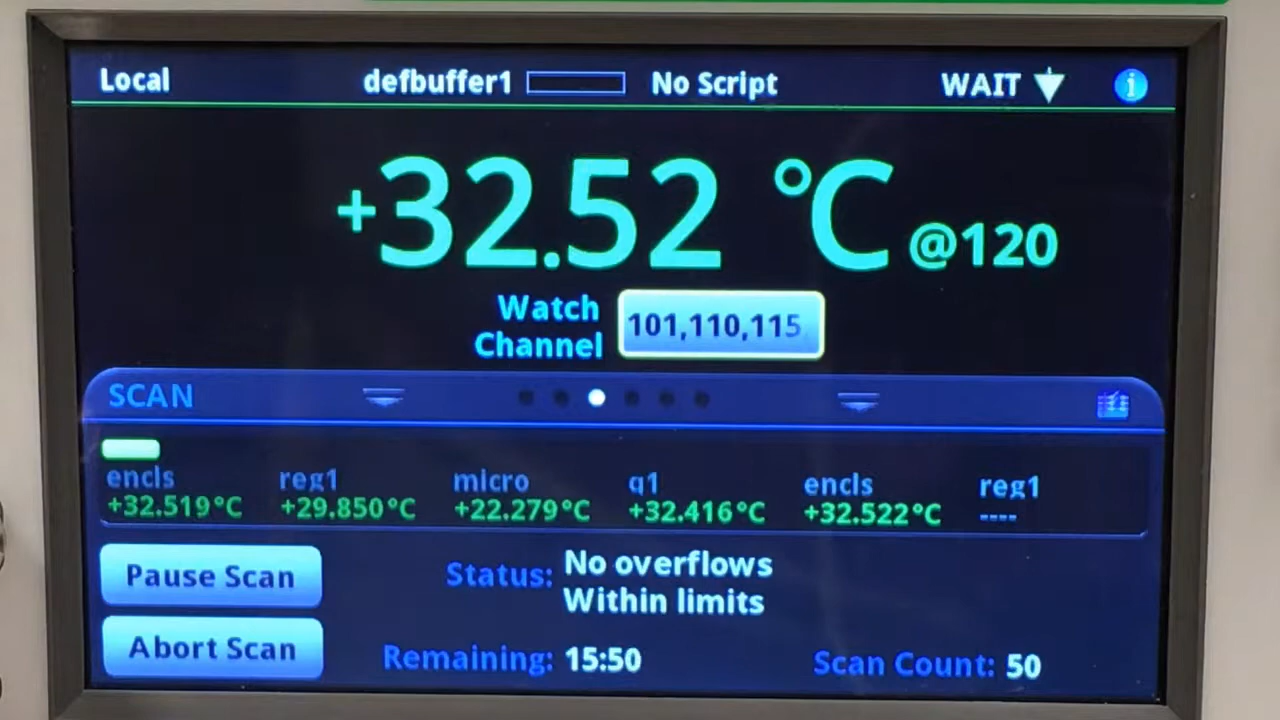 Local defbuffer1 No Script WAIT i
+32.52 °C @120
Watch
Channel
101,110,115
SCAN
encls reg1 micro q1 encls reg1
+32.519°C +29.850°C +22.279°C +32.416°C +32.522°C ----
Pause Scan
Status: No overflows
Within limits
Abort Scan
Remaining: 15:50 Scan Count: 50